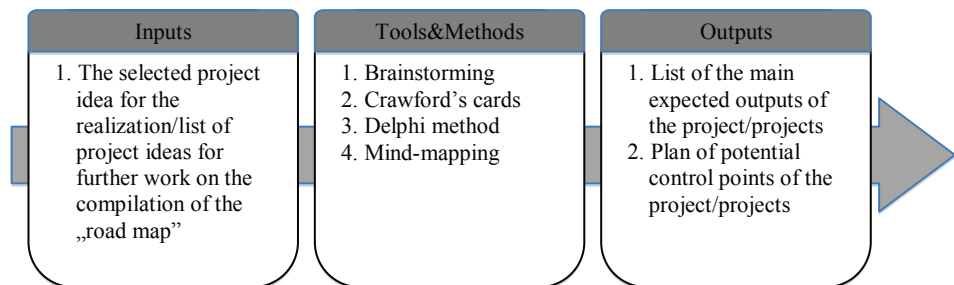 Inputs
1. The selected project
idea for the
realization/list of
project ideas for
further work on the
compilation of the
„road map”
Tools&Methods
1. Brainstorming
2. Crawford’s cards
3. Delphi method
4. Mind-mapping
Outputs
1. List of the main
expected outputs of
the project/projects
2. Plan of potential
control points of the
project/projects